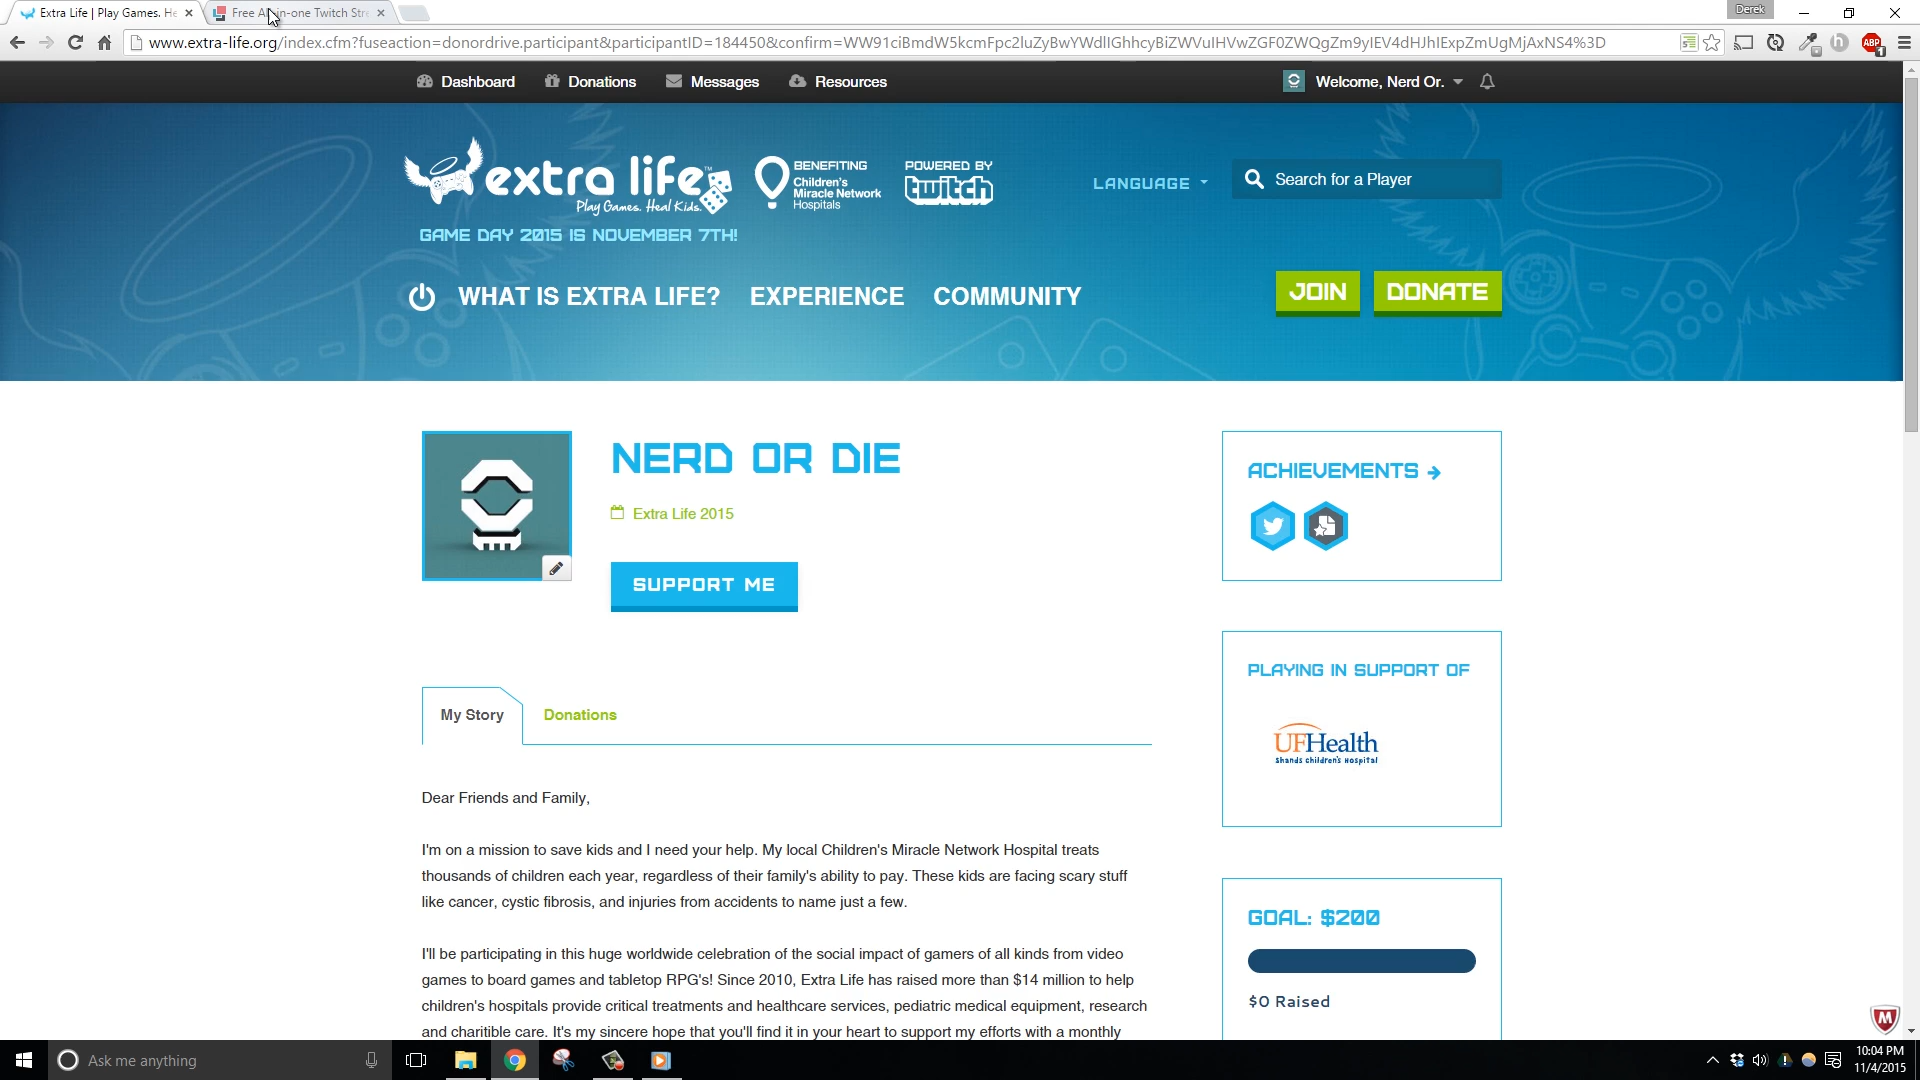 Extra Life | Play Games. He
Free All-in-one Twitch Stre
Derek
www.extra-life.org/index.cfm?fuseaction=donordrive.participant&participantID=184450&confirm=WW91ciBmdW5kcmFpc2luZyBwYWdlIGhhcyBiZWVuIHVwZGF0ZWQgZm9yIEV4dHJhIExpZmUgMjAxNS4%3D
ABP
1
Dashboard
Donations
Messages
Resources
Welcome, Nerd Or.
extra life™
Play Games. Heal Kids.
BENEFITING
Children's
Miracle Network
Hospitals
POWERED BY
twitch
LANGUAGE
Search for a Player
GAME DAY 2015 IS NOVEMBER 7TH!
WHAT IS EXTRA LIFE?
EXPERIENCE
COMMUNITY
JOIN
DONATE
NERD OR DIE
Extra Life 2015
SUPPORT ME
ACHIEVEMENTS
PLAYING IN SUPPORT OF
UFHealth
Shands Children's Hospital
My Story
Donations
Dear Friends and Family,
I'm on a mission to save kids and I need your help. My local Children's Miracle Network Hospital treats
thousands of children each year, regardless of their family's ability to pay. These kids are facing scary stuff
like cancer, cystic fibrosis, and injuries from accidents to name just a few.
I'll be participating in this huge worldwide celebration of the social impact of gamers of all kinds from video
games to board games and tabletop RPG's! Since 2010, Extra Life has raised more than $14 million to help
children's hospitals provide critical treatments and healthcare services, pediatric medical equipment, research
and charitible care. It's my sincere hope that you'll find it in your heart to support my efforts with a monthly
GOAL: $200
$0 Raised
Ask me anything
10:04 PM
11/4/2015